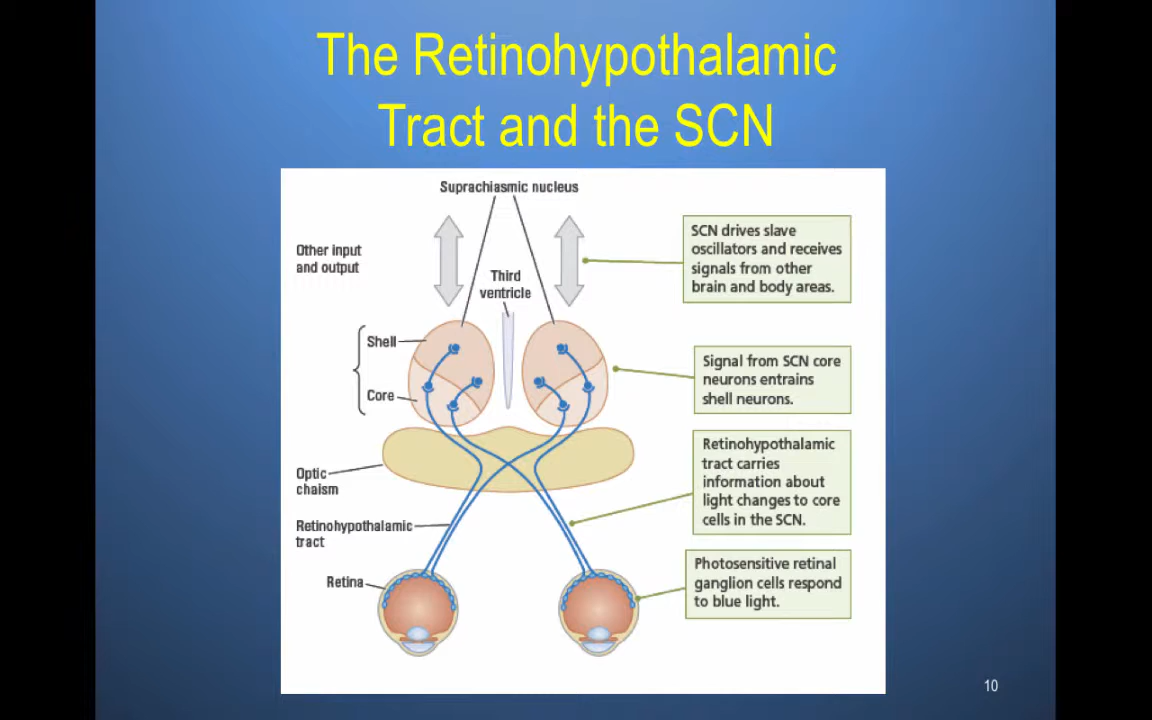 The Retinohypothalamic
Tract and the SCN
Suprachiasmic nucleus
Other input
and output
Third
ventricle
SCN drives slave
oscillators and receives
signals from other
brain and body areas.
Shell
Core
Signal from SCN core
neurons entrains
shell neurons.
Optic
chaism
Retinohypothalamic
tract carries
information about
light changes to core
cells in the SCN.
Retinohypothalamic
tract
Retina
Photosensitive retinal
ganglion cells respond
to blue light.
10